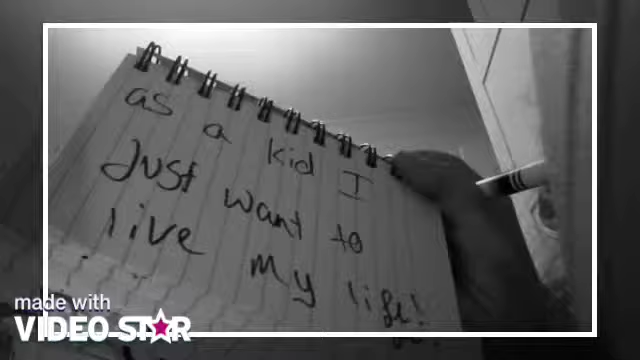 as a kid I
Just want to
live my life!
made with
VIDEO STAR